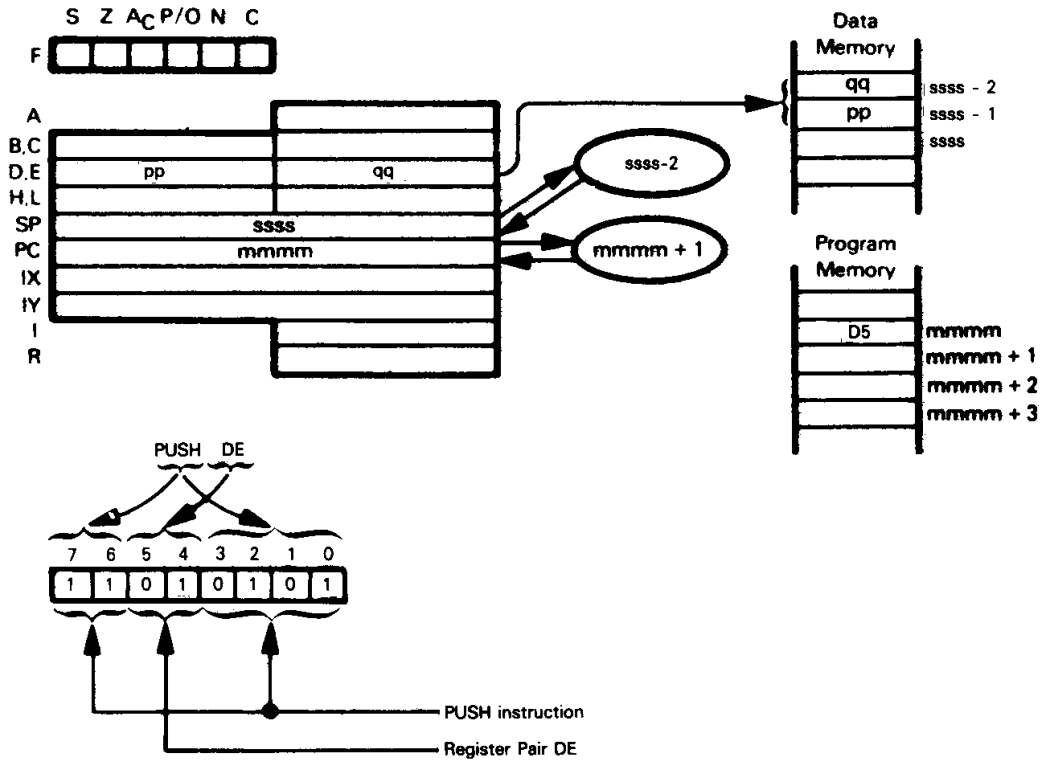 S Z AC P/O N C
F
A
B,C
D,E pp qq
H,L
SP ssss
PC mmmm
IX
IY
I
R
ssss-2
mmmm + 1
Data
Memory
qq ssss - 2
pp ssss - 1
ssss
Program
Memory
D5 mmmm
mmmm + 1
mmmm + 2
mmmm + 3
PUSH DE
7 6 5 4 3 2 1 0
1 1 0 1 0 1 0 1
PUSH instruction
Register Pair DE